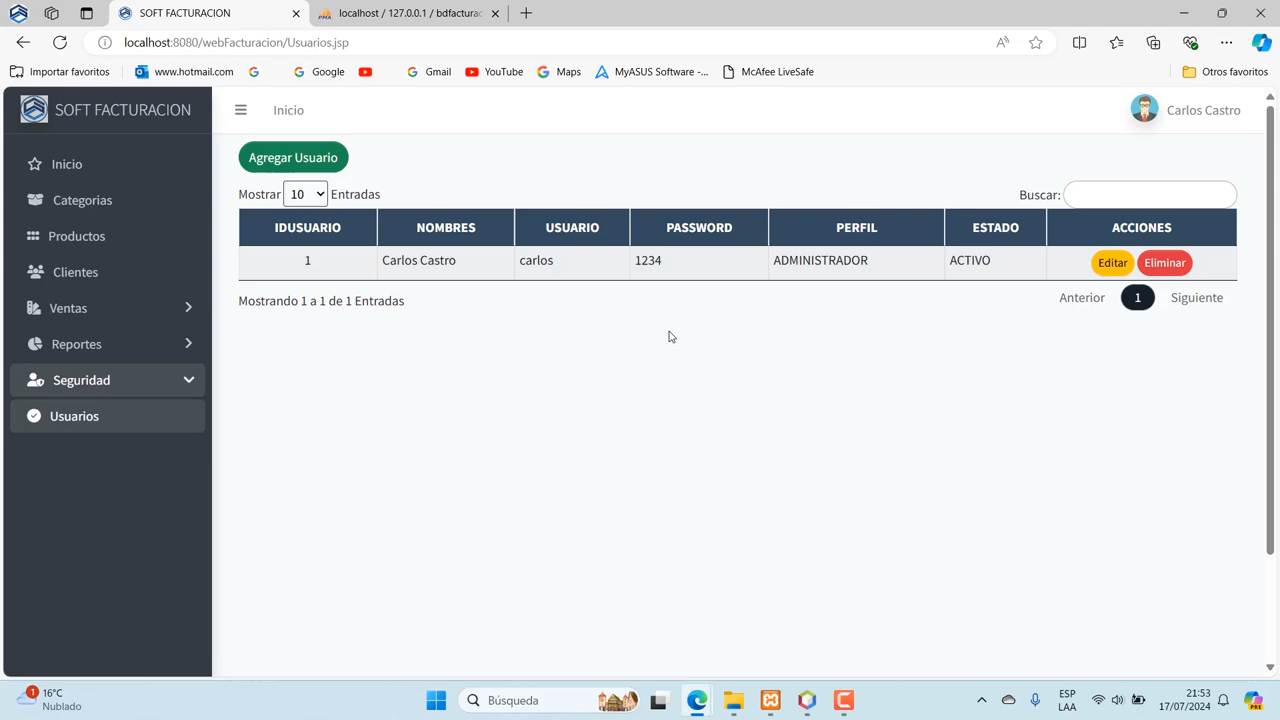 SOFT FACTURACION
localhost / 127.0.0.1 / bdfactura
localhost:8080/webFacturacion/Usuarios.jsp
Importar favoritos
www.hotmail.com
Google
Gmail
YouTube
Maps
MyASUS Software -...
McAfee LiveSafe
Otros favoritos
SOFT FACTURACION
Inicio
Carlos Castro
Inicio
Categorias
Productos
Clientes
Ventas
Reportes
Seguridad
Usuarios
Agregar Usuario
Mostrar 10 Entradas
Buscar:
IDUSUARIO NOMBRES USUARIO PASSWORD PERFIL ESTADO ACCIONES
1 Carlos Castro carlos 1234 ADMINISTRADOR ACTIVO Editar Eliminar
Mostrando 1 a 1 de 1 Entradas
Anterior 1 Siguiente
1
16°C
Nublado
Búsqueda
ESP
LAA
21:53
17/07/2024